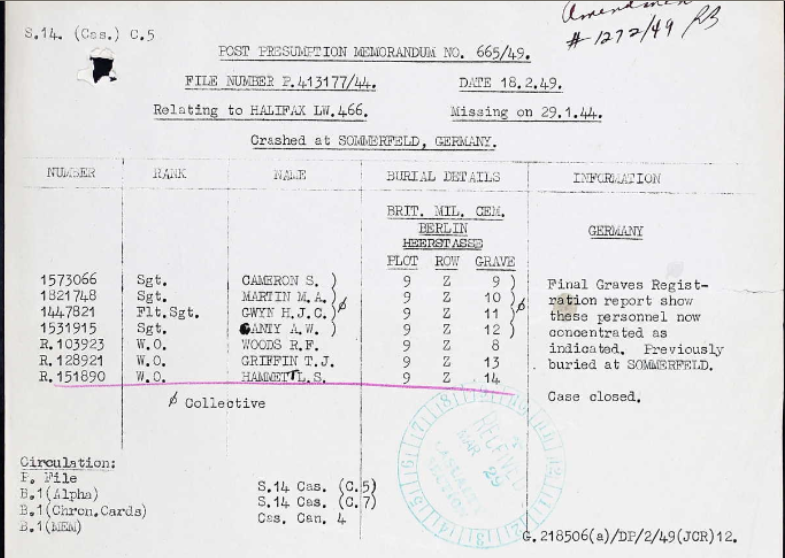 S.14. (Cas.) C.5
Amendment
#-1272/49
POST PRESUMPTION MEMORANDUM NO. 665/49.
FILE NUMBER P.413177/44. DATE 18.2.49.
Relating to HALIFAX LW.466. Missing on 29.1.44.
Crashed at SOMMERFELD, GERMANY.
NUMBER RANK NAME BURIAL DETAILS INFORMATION
BRIT. MIL. CEM.
BERLIN GERMANY
HEERSTASSE
PLOT ROW GRAVE
1573066 Sgt. CAMERON S. ) 9 Z 9 ) Final Graves Regist-
1821748 Sgt. MARTIN M.A. ) 9 Z 10 ) ration report show
1447821 Flt.Sgt. GWYN H.J.C. ) ø 9 Z 11 ) ø these personnel now
1531915 Sgt. CANTY A.W. ) 9 Z 12 ) concentrated as
R.103923 W.O. WOODS R.F. 9 Z 8 indicated. Previously
R.128921 W.O. GRIFFIN T.J. 9 Z 13 buried at SOMMERFELD.
R.151890 W.O. HAMMETT L.S. 9 Z 14
ø Collective Case closed.
Circulation:
P. File
B.1(Alpha) S.14 Cas. (C.5)
B.1(Chron.Cards) S.14 Cas. (C.7)
B.1(MEM) Cas. Can. 4
G.218506(a)/DP/2/49(JCR)12.